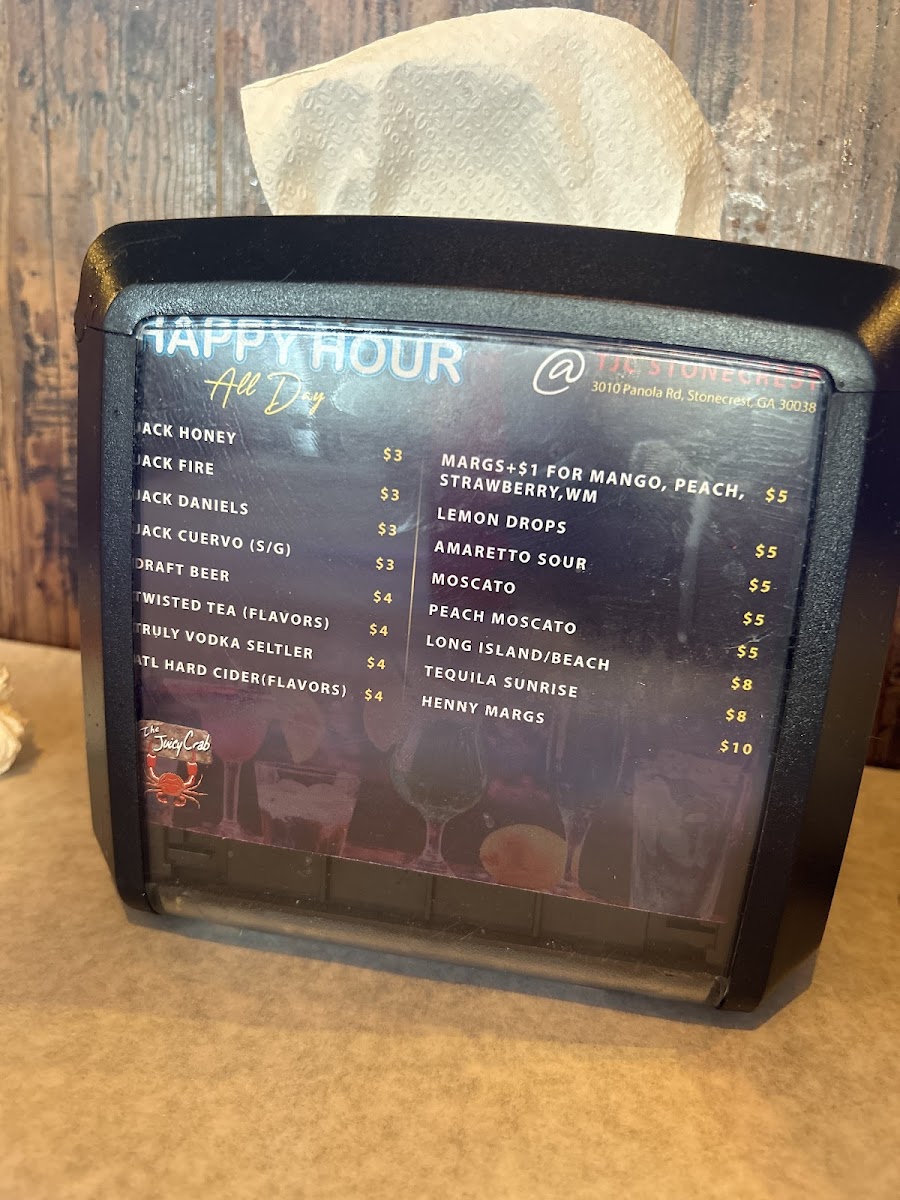 HAPPY HOUR
All Day
@ TJC STONECREST
3010 Panola Rd, Stonecrest, GA 30038
JACK HONEY $3
JACK FIRE $3
JACK DANIELS $3
JACK CUERVO (S/G) $3
DRAFT BEER $4
TWISTED TEA (FLAVORS) $4
TRULY VODKA SELTLER $4
ATL HARD CIDER(FLAVORS) $4
MARGS+$1 FOR MANGO, PEACH,
STRAWBERRY,WM $5
LEMON DROPS $5
AMARETTO SOUR $5
MOSCATO $5
PEACH MOSCATO $5
LONG ISLAND/BEACH $8
TEQUILA SUNRISE $8
HENNY MARGS $10
The
Juicy Crab